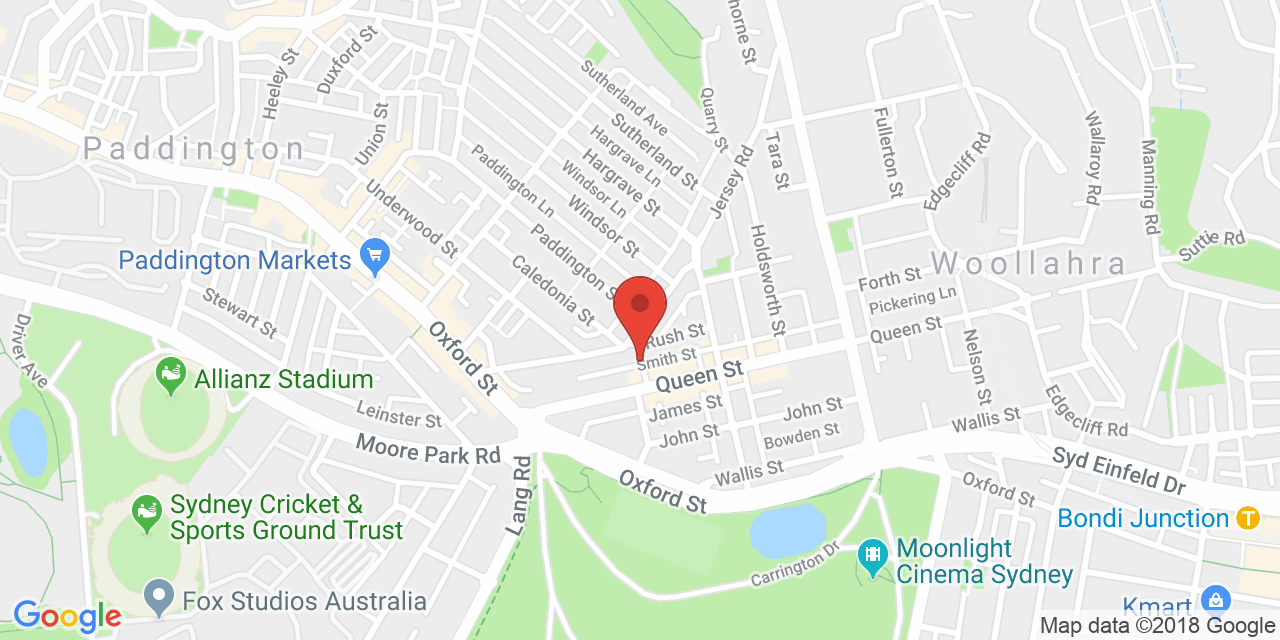 horne St
Duxford St
Heeley St
Sutherland Ave
Quarry St
Union St
Sutherland St
Fullerton St
Wallaroy Rd
Paddington
Hargrave Ln
Tara St
Edgecliff Rd
Manning Rd
Paddington Ln
Hargrave St
Jersey Rd
Windsor Ln
Underwood St
Windsor St
Suttie Rd
Paddington Markets
Paddington S
Holdsworth St
Woollahra
Caledonia St
Forth St
Pickering Ln
Stewart St
Queen St
Driver Ave
Oxford St
Rush St
Smith St
Nelson St
Allianz Stadium
Queen St
Leinster St
James St
John St
Edgecliff Rd
Wallis St
John St
Bowden St
Moore Park Rd
Syd Einfeld Dr
Wallis St
Oxford St
Lang Rd
Oxford St
Sydney Cricket &
Sports Ground Trust
Bondi Junction
T
Moonlight
Cinema Sydney
Carrington Dr
Fox Studios Australia
Kmart
Google
Map data ©2018 Google